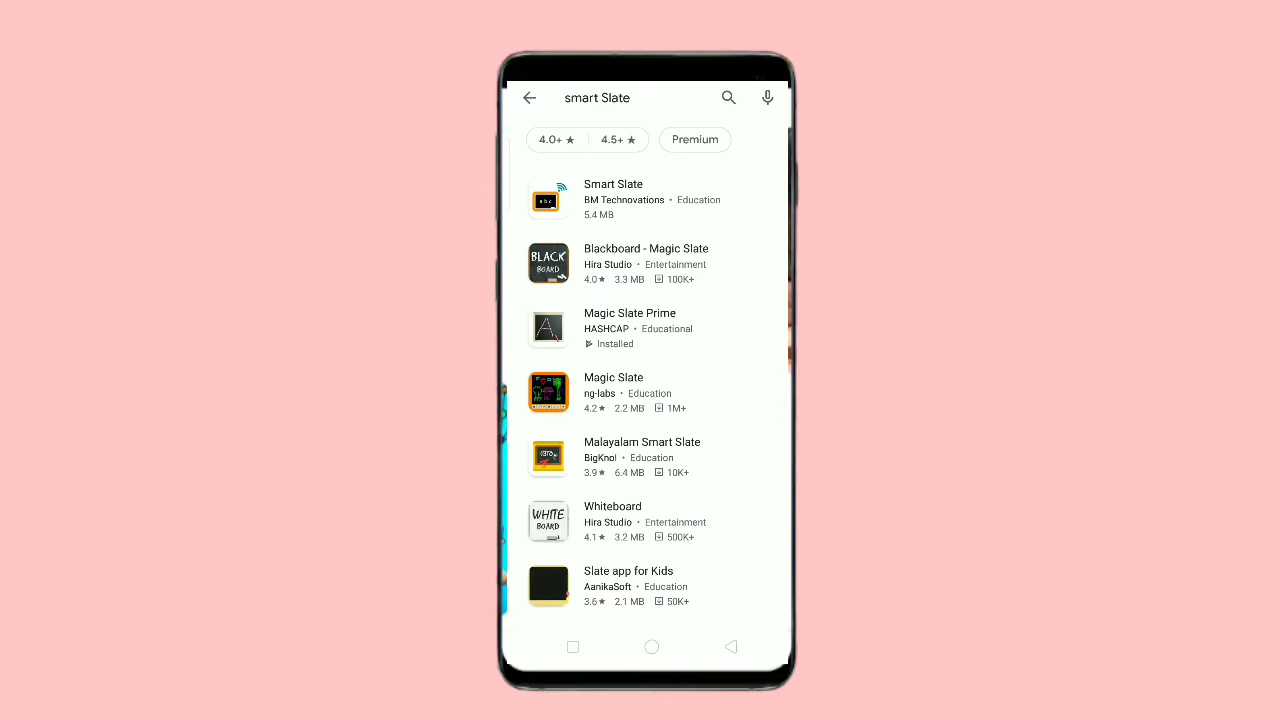 smart Slate
4.0+ ★ 4.5+ ★ Premium
Smart Slate
BM Technovations • Education
5.4 MB
a b c
Blackboard - Magic Slate
Hira Studio • Entertainment
4.0★ 3.3 MB 100K+
BLACK
BOARD
Magic Slate Prime
HASHCAP • Educational
Installed
A
Magic Slate
ng-labs • Education
4.2★ 2.2 MB 1M+
Malayalam Smart Slate
BigKnol • Education
3.9★ 6.4 MB 10K+
Whiteboard
Hira Studio • Entertainment
4.1★ 3.2 MB 500K+
WHITE
BOARD
Slate app for Kids
AanikaSoft • Education
3.6★ 2.1 MB 50K+